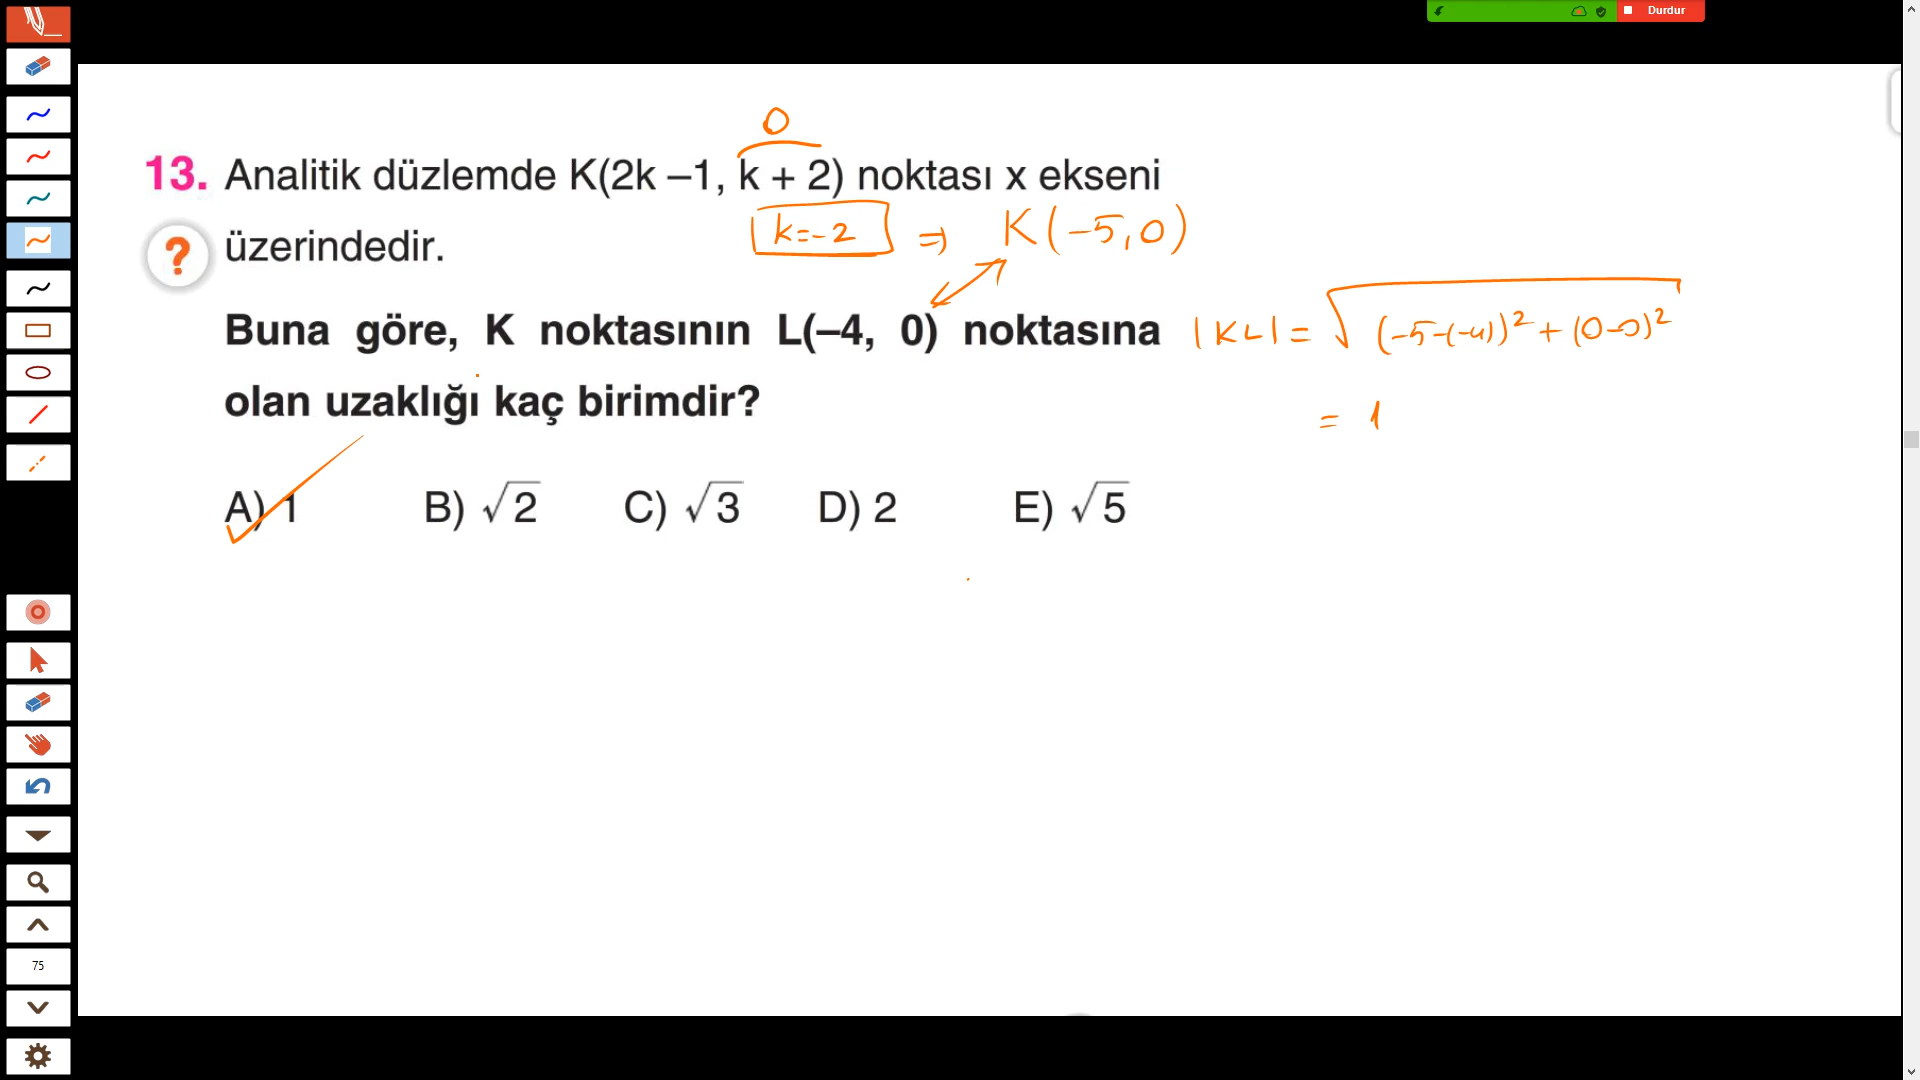 Durdur
0
13. Analitik düzlemde K(2k –1, k + 2) noktası x ekseni
? üzerindedir.
k=-2 ⇒ K(-5,0)
Buna göre, K noktasının L(–4, 0) noktasına
|KL| = √((-5-(-4))² + (0-0)²)
olan uzaklığı kaç birimdir?
= 1
A) 1 B) √2 C) √3 D) 2 E) √5
75